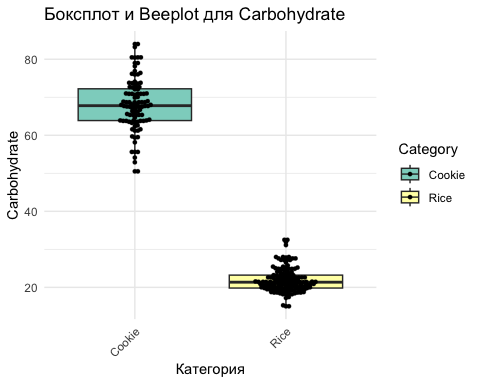 Боксплот и Beeplot для Carbohydrate
Carbohydrate
80
60
40
20
Cookie
Rice
Категория
Category
Cookie
Rice